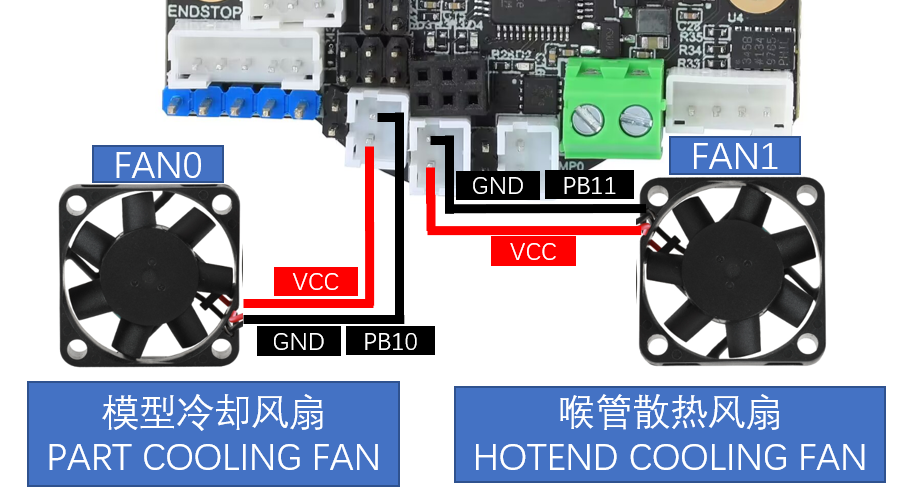 ENDSTOP
U4
C28
R35
R34
R33
FAN0
FAN1
GND
PB11
VCC
VCC
GND
PB10
模型冷却风扇
PART COOLING FAN
喉管散热风扇
HOTEND COOLING FAN